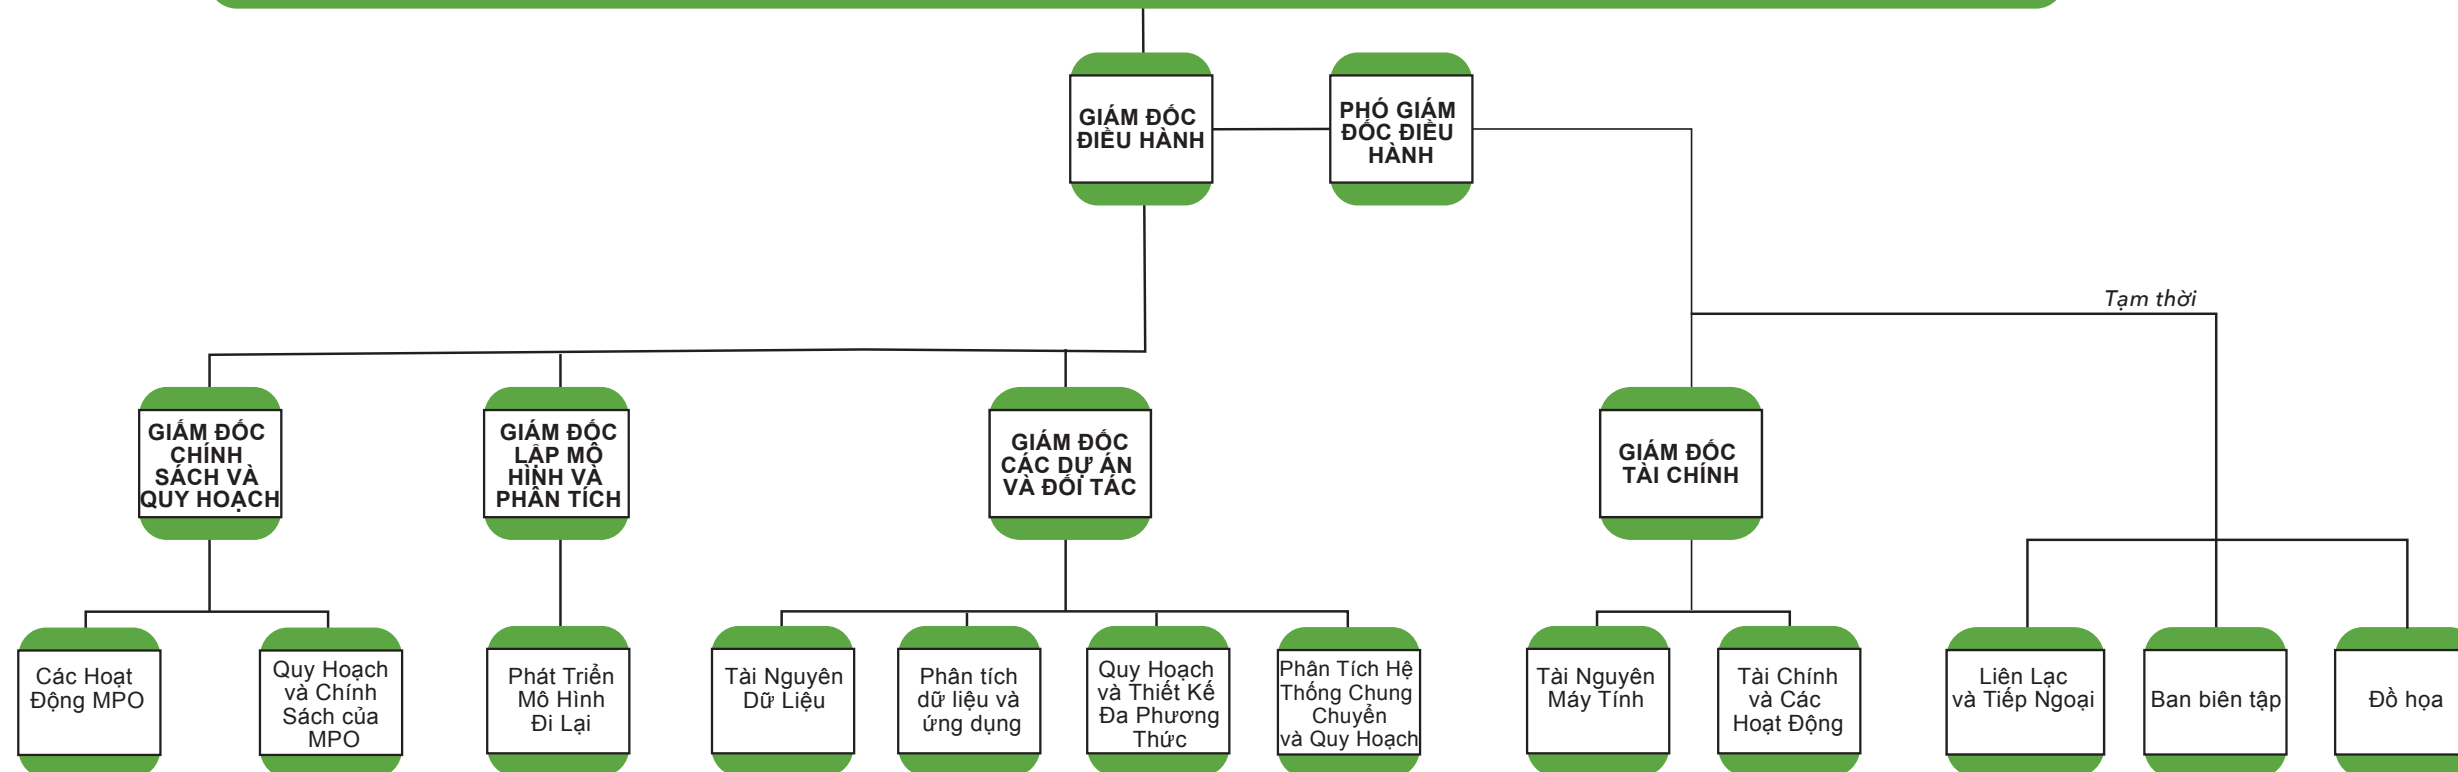 GIÁM ĐỐC
ĐIỀU HÀNH
PHÓ GIÁM
ĐỐC ĐIỀU
HÀNH
Tạm thời
GIÁM ĐỐC
CHÍNH
SÁCH VÀ
QUY HOẠCH
GIÁM ĐỐC
LẬP MÔ
HÌNH VÀ
PHÂN TÍCH
GIÁM ĐỐC
CÁC DỰ ÁN
VÀ ĐỐI TÁC
GIÁM ĐỐC
TÀI CHÍNH
Các Hoạt
Động MPO
Quy Hoạch
và Chính
Sách của
MPO
Phát Triển
Mô Hình
Đi Lại
Tài Nguyên
Dữ Liệu
Phân tích
dữ liệu và
ứng dụng
Quy Hoạch
và Thiết Kế
Đa Phương
Thức
Phân Tích Hệ
Thống Chung
Chuyển
và Quy Hoạch
Tài Nguyên
Máy Tính
Tài Chính
và Các
Hoạt Động
Liên Lạc
và Tiếp Ngoại
Ban biên tập
Đồ họa